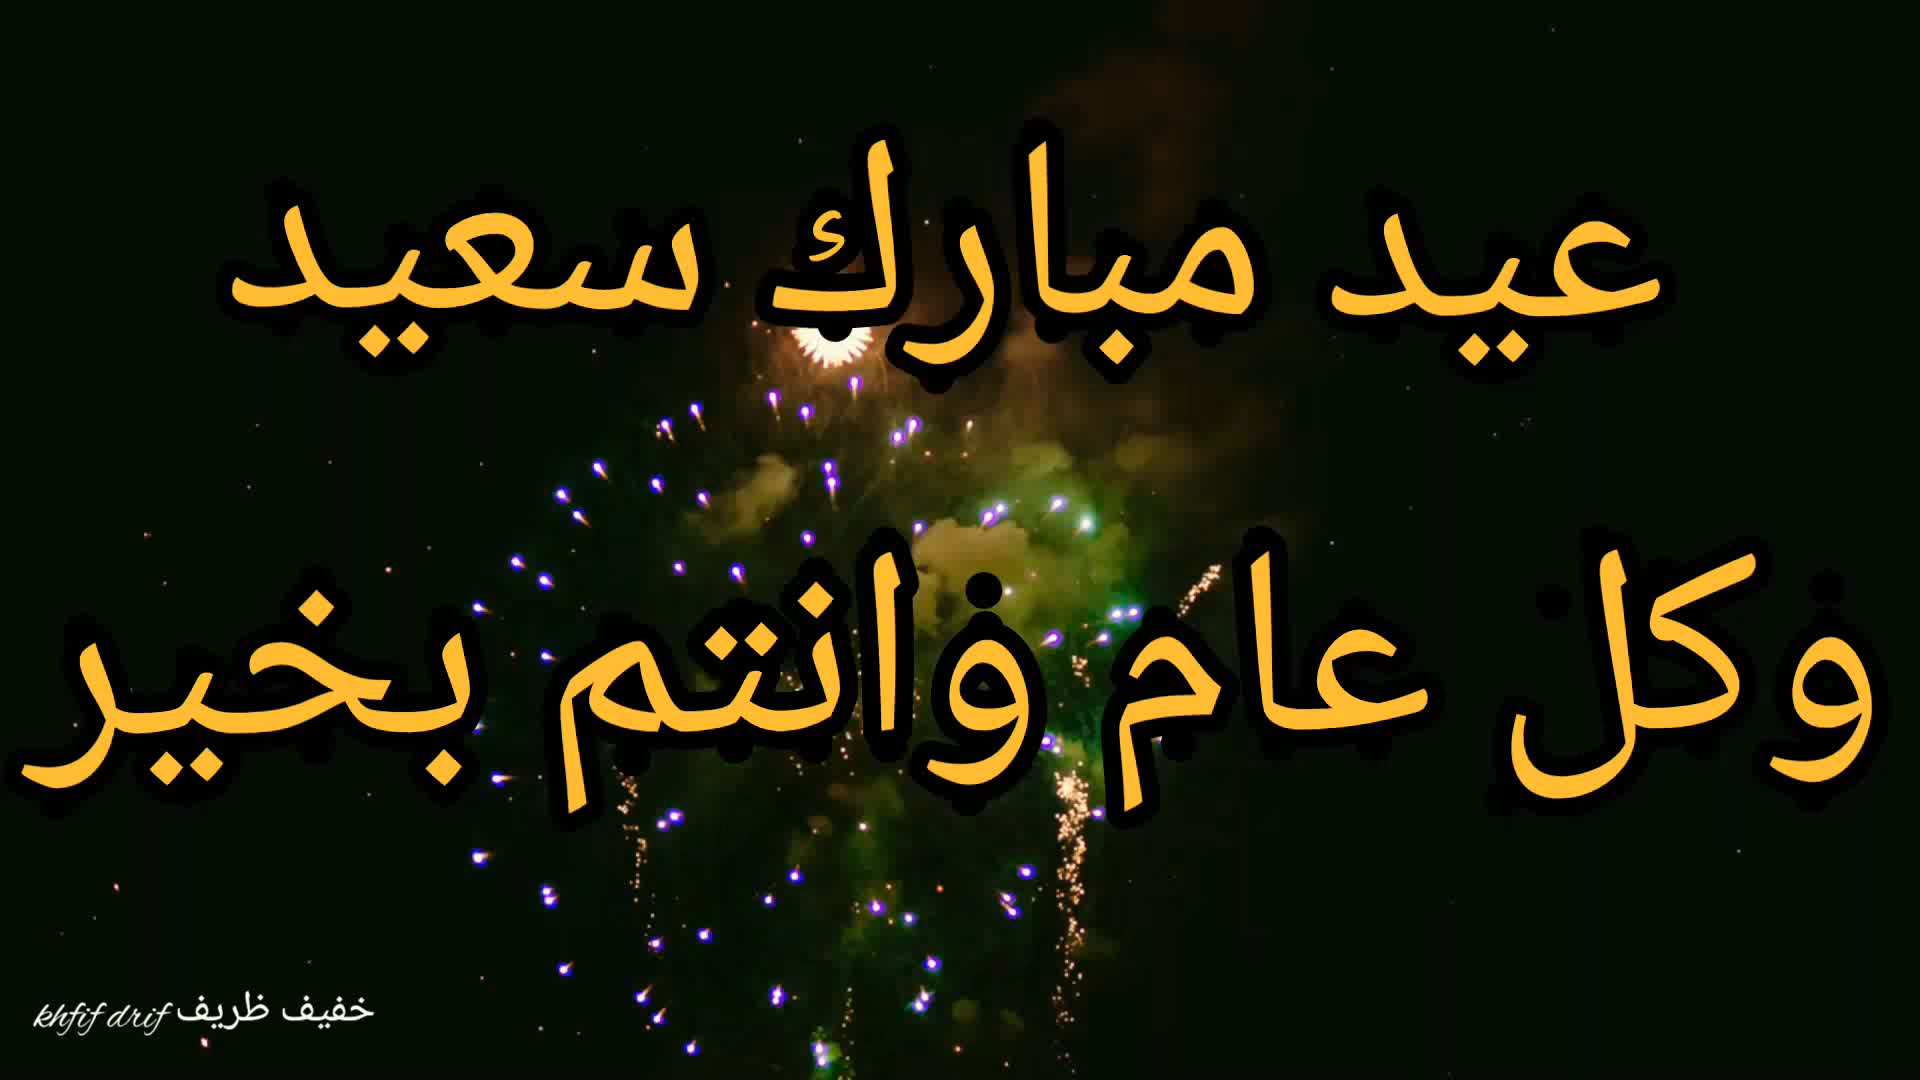 عيد مبارك سعيد
وكل عام وانتم بخير
khfif drif خفيف ظريف